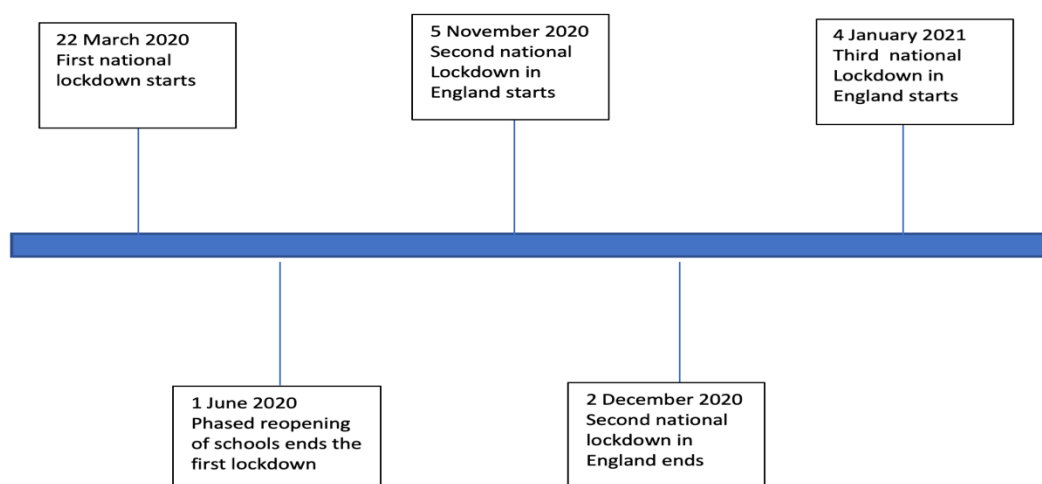 22 March 2020
First national
lockdown starts
5 November 2020
Second national
Lockdown in
England starts
4 January 2021
Third  national
Lockdown in
England starts
1 June 2020
Phased reopening
of schools ends the
first lockdown
2 December 2020
Second national
lockdown in
England ends